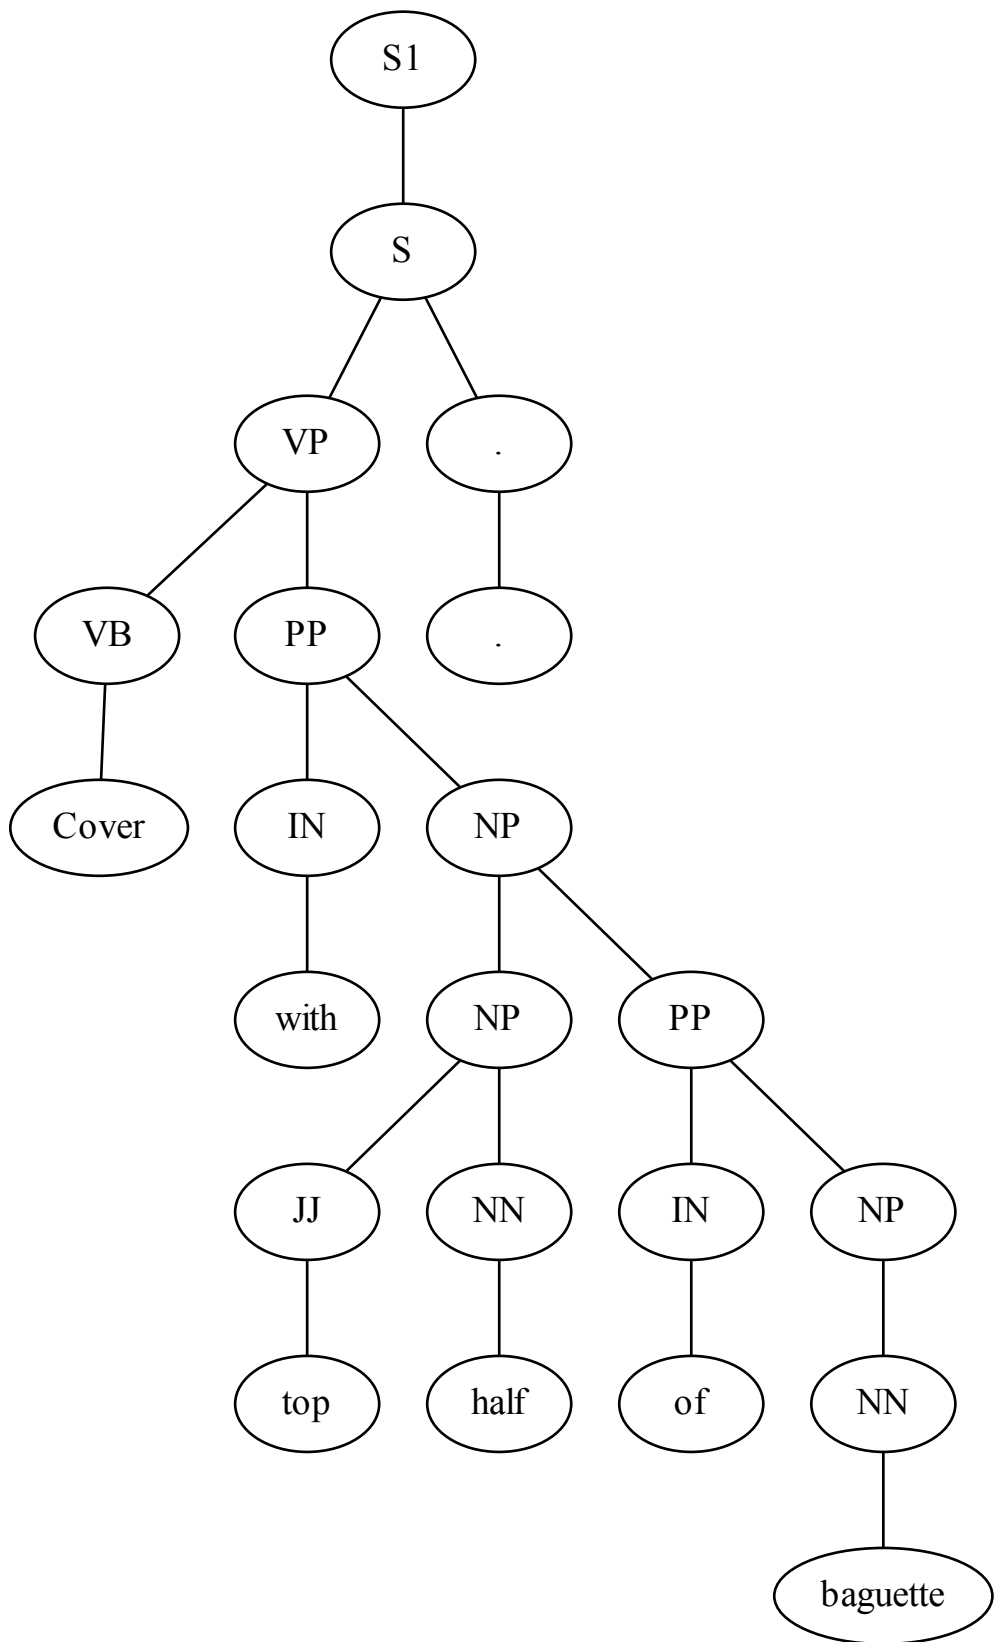 S1
S
VP .
VB PP .
Cover IN NP
with NP PP
JJ NN IN NP
top half of NN
baguette